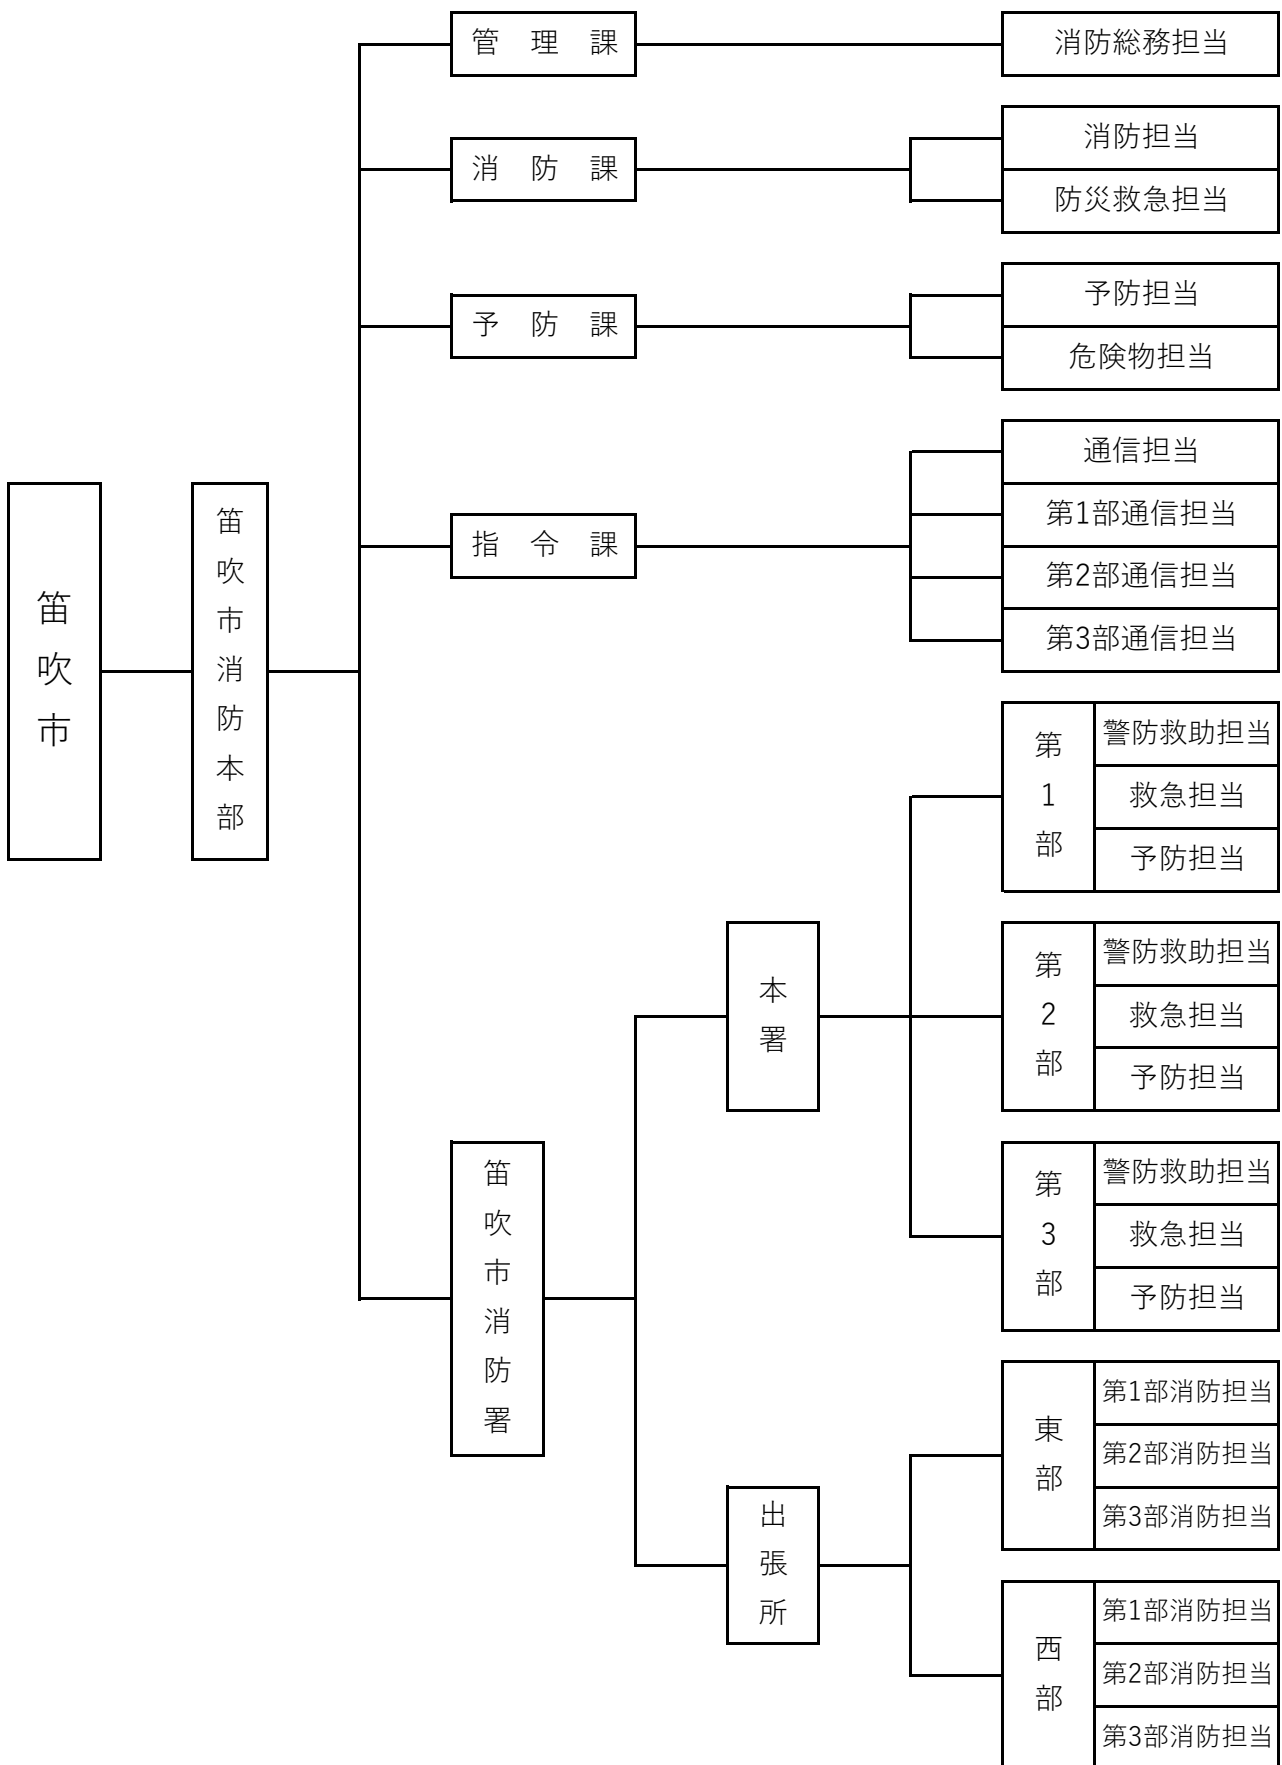 笛吹市
笛吹市消防本部
管理課
消防総務担当
消防課
消防担当
防災救急担当
予防課
予防担当
危険物担当
指令課
通信担当
第1部通信担当
第2部通信担当
第3部通信担当
笛吹市消防署
本署
第1部
警防救助担当
救急担当
予防担当
第2部
警防救助担当
救急担当
予防担当
第3部
警防救助担当
救急担当
予防担当
出張所
東部
第1部消防担当
第2部消防担当
第3部消防担当
西部
第1部消防担当
第2部消防担当
第3部消防担当